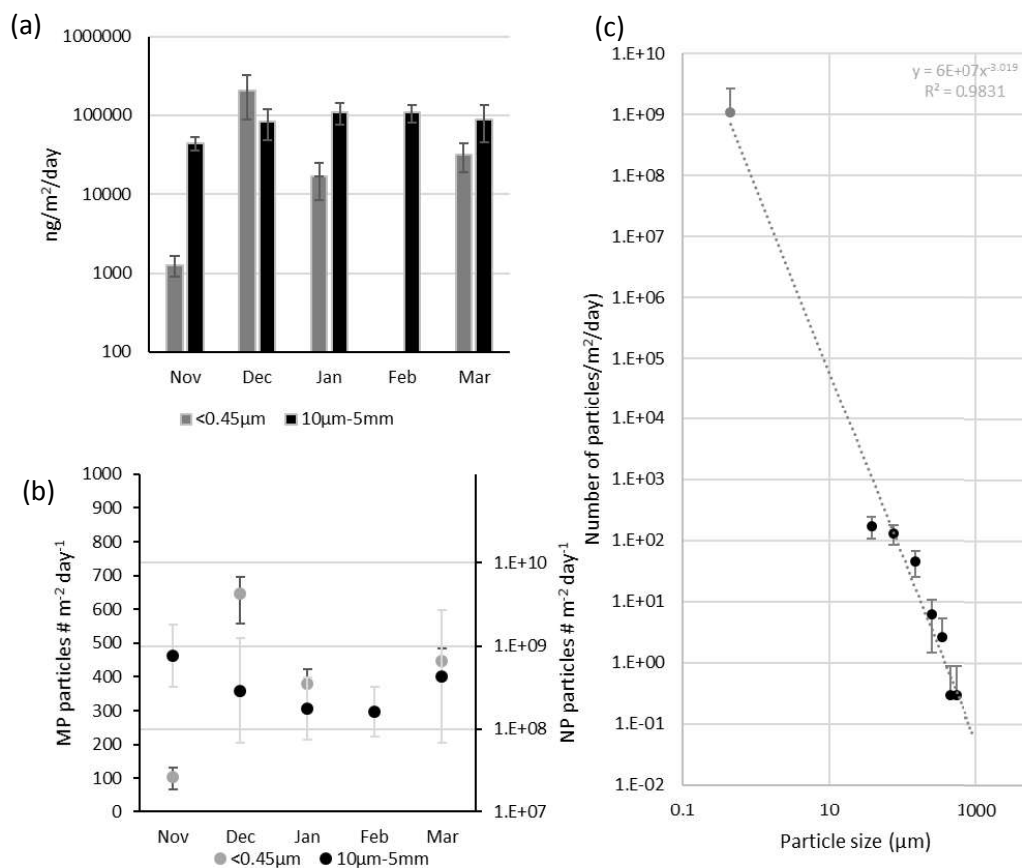 (a)
1000000
100000
10000
1000
100
ng/m²/day
Nov Dec Jan Feb Mar
<0.45µm 10µm-5mm
(b)
1000
900
800
700
600
500
400
300
200
100
0
MP particles # m⁻² day⁻¹
1.E+10
1.E+09
1.E+08
1.E+07
NP particles # m⁻² day⁻¹
Nov Dec Jan Feb Mar
<0.45µm 10µm-5mm
(c)
y = 6E+07x⁻³·⁰¹⁹
R² = 0.9831
1.E+10
1.E+09
1.E+08
1.E+07
1.E+06
1.E+05
1.E+04
1.E+03
1.E+02
1.E+01
1.E+00
1.E-01
1.E-02
Number of particles/m²/day)
0.1 10 1000
Particle size (µm)